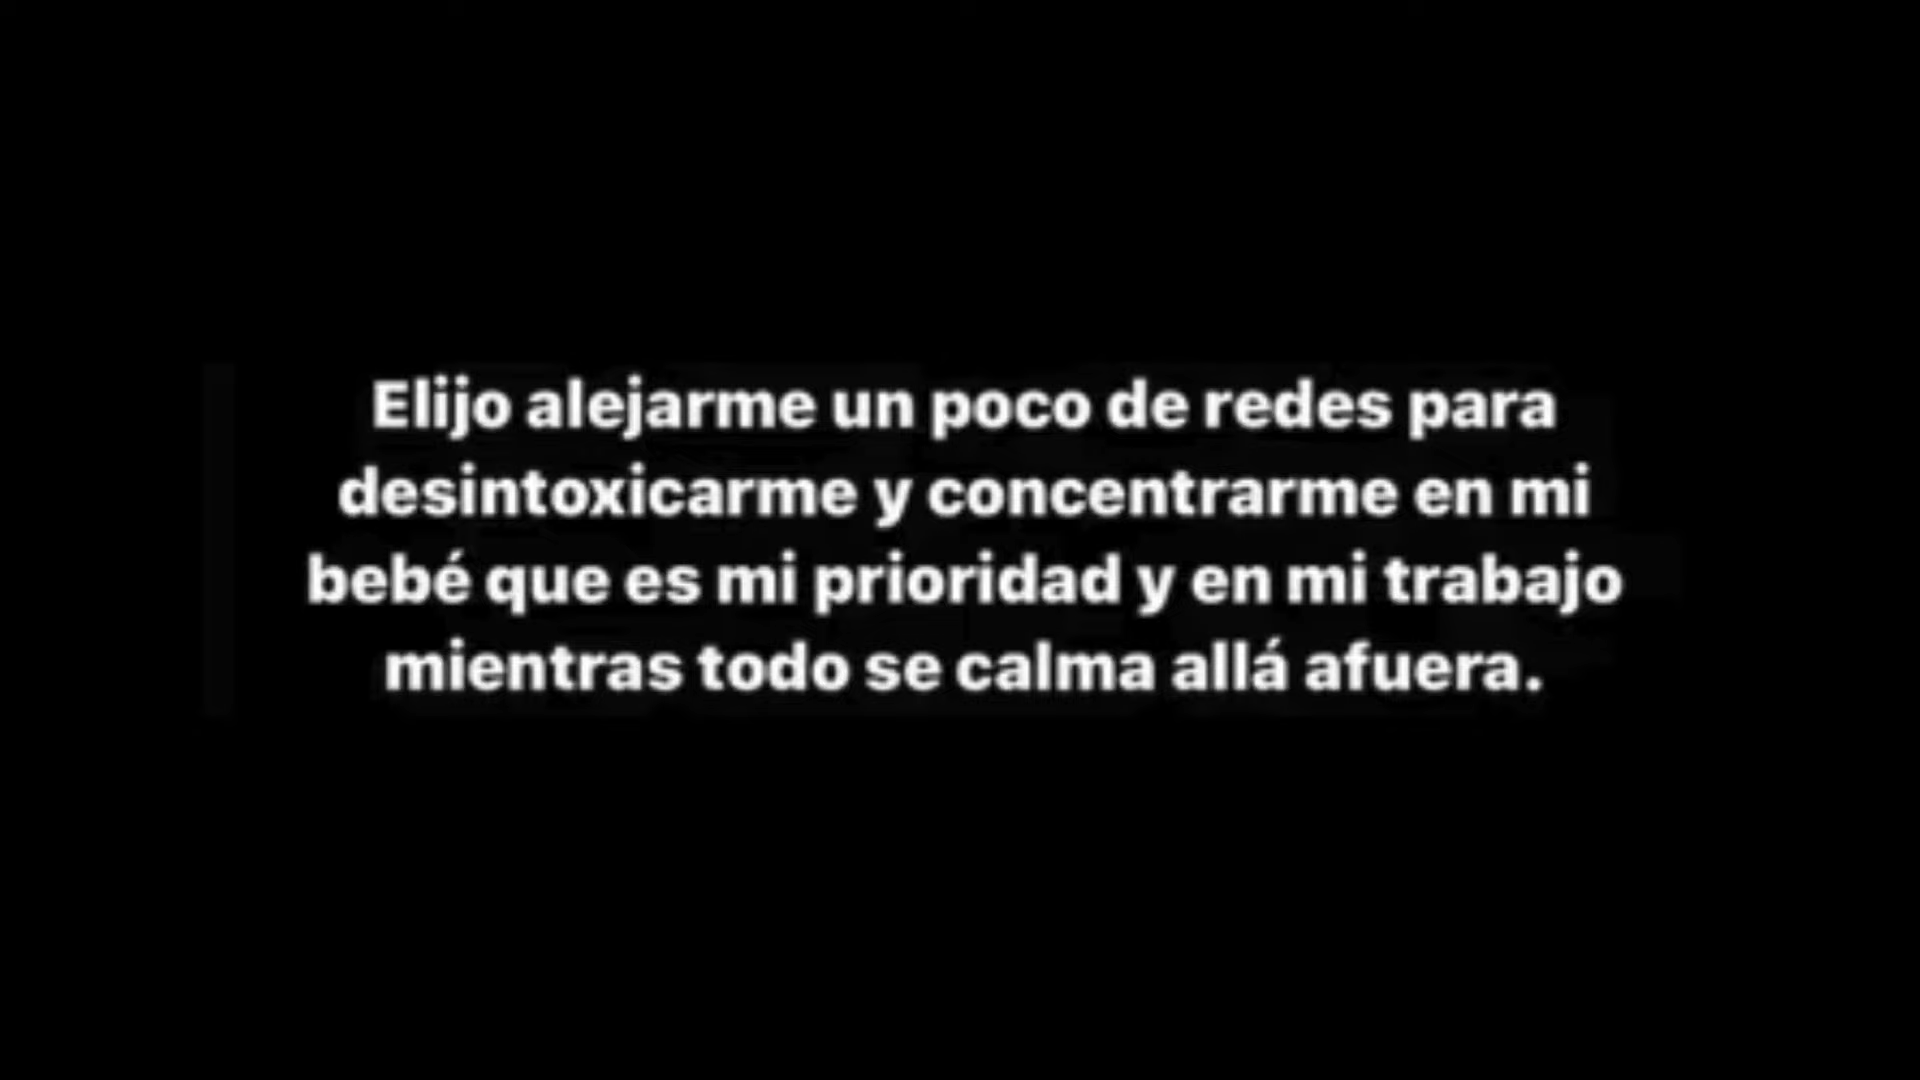 Elijo alejarme un poco de redes para
desintoxicarme y concentrarme en mi
bebé que es mi prioridad y en mi trabajo
mientras todo se calma allá afuera.